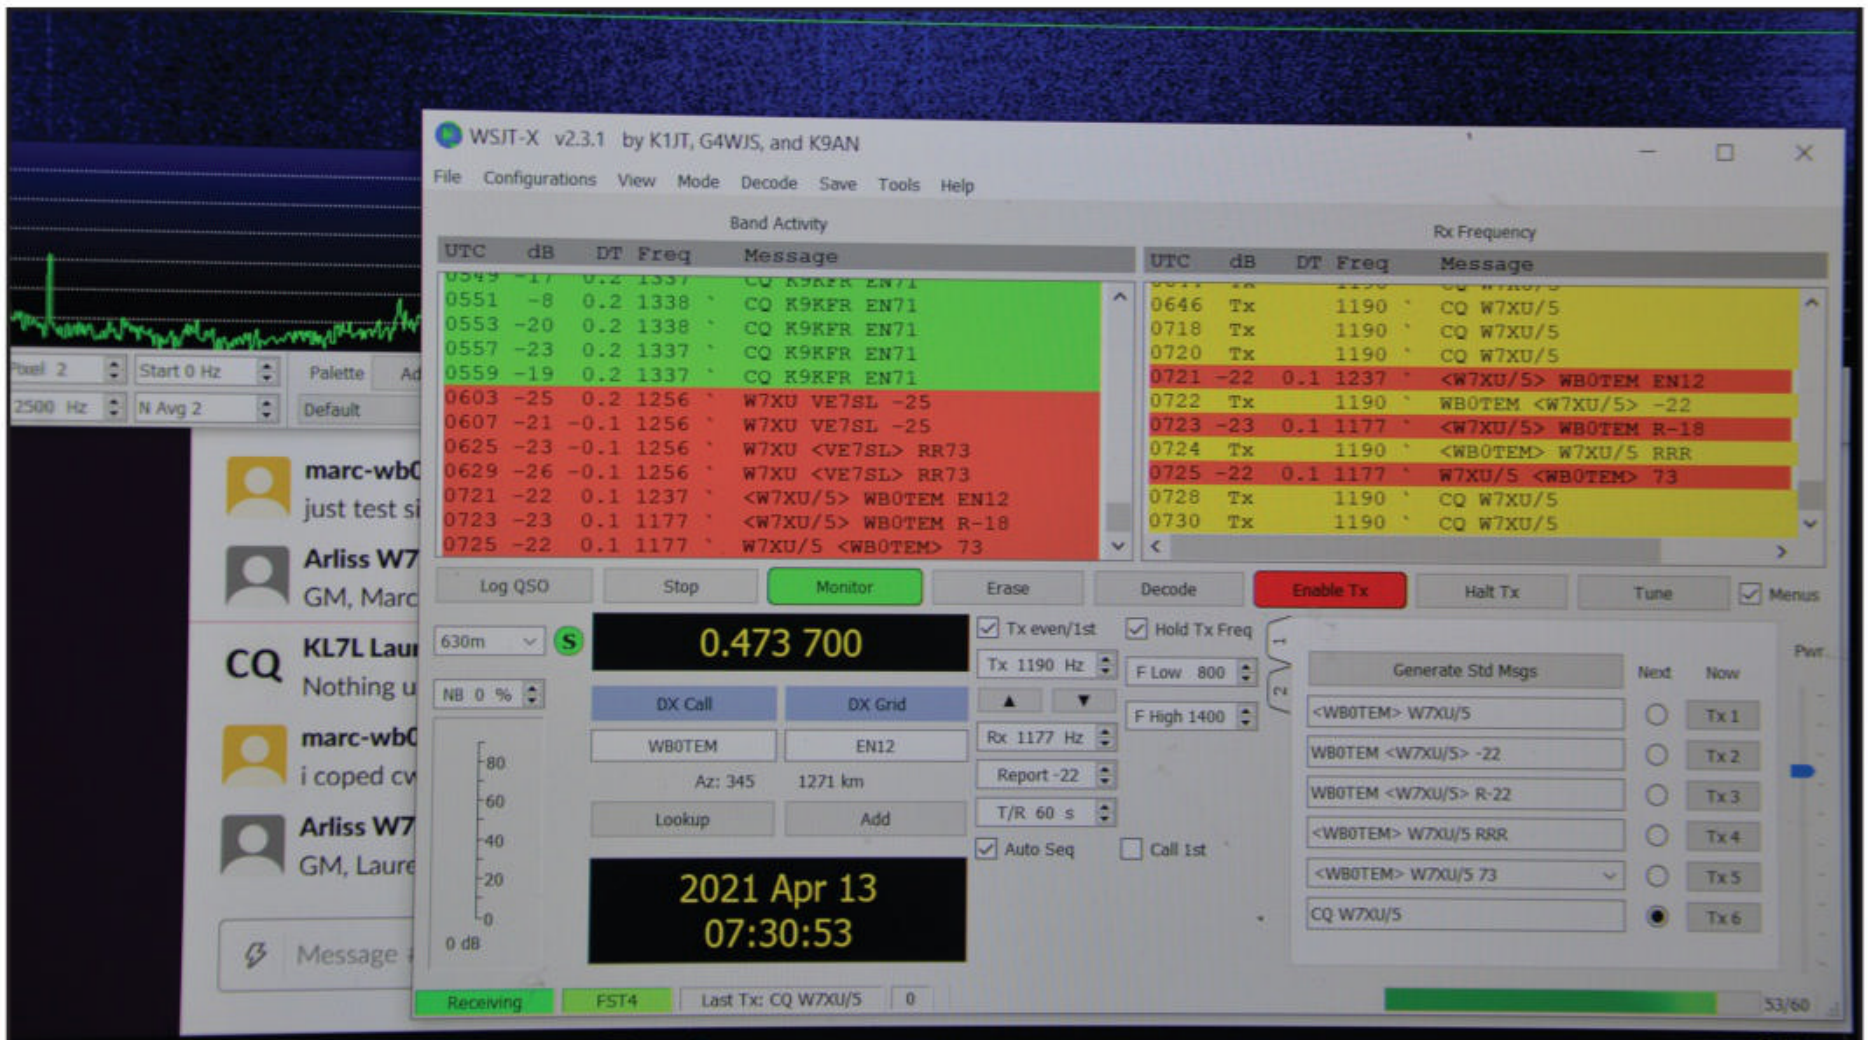 WSJT-X v2.3.1 by K1JT, G4WJS, and K9AN
File Configurations View Mode Decode Save Tools Help
Band Activity
UTC dB DT Freq Message
0549 -17 0.2 1337 CQ K9KFR EN71
0551 -8 0.2 1338 ` CQ K9KFR EN71
0553 -20 0.2 1338 ` CQ K9KFR EN71
0557 -23 0.2 1337 ` CQ K9KFR EN71
0559 -19 0.2 1337 ` CQ K9KFR EN71
0603 -25 0.2 1256 ` W7XU VE7SL -25
0607 -21 -0.1 1256 ` W7XU VE7SL -25
0625 -23 -0.1 1256 ` W7XU <VE7SL> RR73
0629 -26 -0.1 1256 ` W7XU <VE7SL> RR73
0721 -22 0.1 1237 ` <W7XU/5> WB0TEM EN12
0723 -23 0.1 1177 ` <W7XU/5> WB0TEM R-18
0725 -22 0.1 1177 ` W7XU/5 <WB0TEM> 73
Rx Frequency
UTC dB DT Freq Message
0646 Tx 1190 ` CQ W7XU/5
0718 Tx 1190 ` CQ W7XU/5
0720 Tx 1190 ` CQ W7XU/5
0721 -22 0.1 1237 ` <W7XU/5> WB0TEM EN12
0722 Tx 1190 ` WB0TEM <W7XU/5> -22
0723 -23 0.1 1177 ` <W7XU/5> WB0TEM R-18
0724 Tx 1190 ` <WB0TEM> W7XU/5 RRR
0725 -22 0.1 1177 ` W7XU/5 <WB0TEM> 73
0728 Tx 1190 ` CQ W7XU/5
0730 Tx 1190 ` CQ W7XU/5
Log QSO Stop Monitor Erase Decode Enable Tx Halt Tx Tune Menus
630m S 0.473 700
NB 0 %
DX Call DX Grid
WB0TEM EN12
Az: 345 1271 km
Lookup Add
2021 Apr 13
07:30:53
80
60
40
20
0
0 dB
Tx even/1st Hold Tx Freq
Tx 1190 Hz F Low 800
F High 1400
Rx 1177 Hz
Report -22
T/R 60 s
Auto Seq Call 1st
1
2
Generate Std Msgs Next Now Pwr
<WB0TEM> W7XU/5 Tx 1
WB0TEM <W7XU/5> -22 Tx 2
WB0TEM <W7XU/5> R-22 Tx 3
<WB0TEM> W7XU/5 RRR Tx 4
<WB0TEM> W7XU/5 73 Tx 5
CQ W7XU/5 Tx 6
Receiving FST4 Last Tx: CQ W7XU/5 0 53/60
2 Start 0 Hz Palette Ad
2500 Hz N Avg 2 Default
marc-wb0
just test si
Arliss W7
GM, Marc
CQ KL7L Laur
Nothing u
marc-wb0
i coped cw
Arliss W7
GM, Laure
Message #